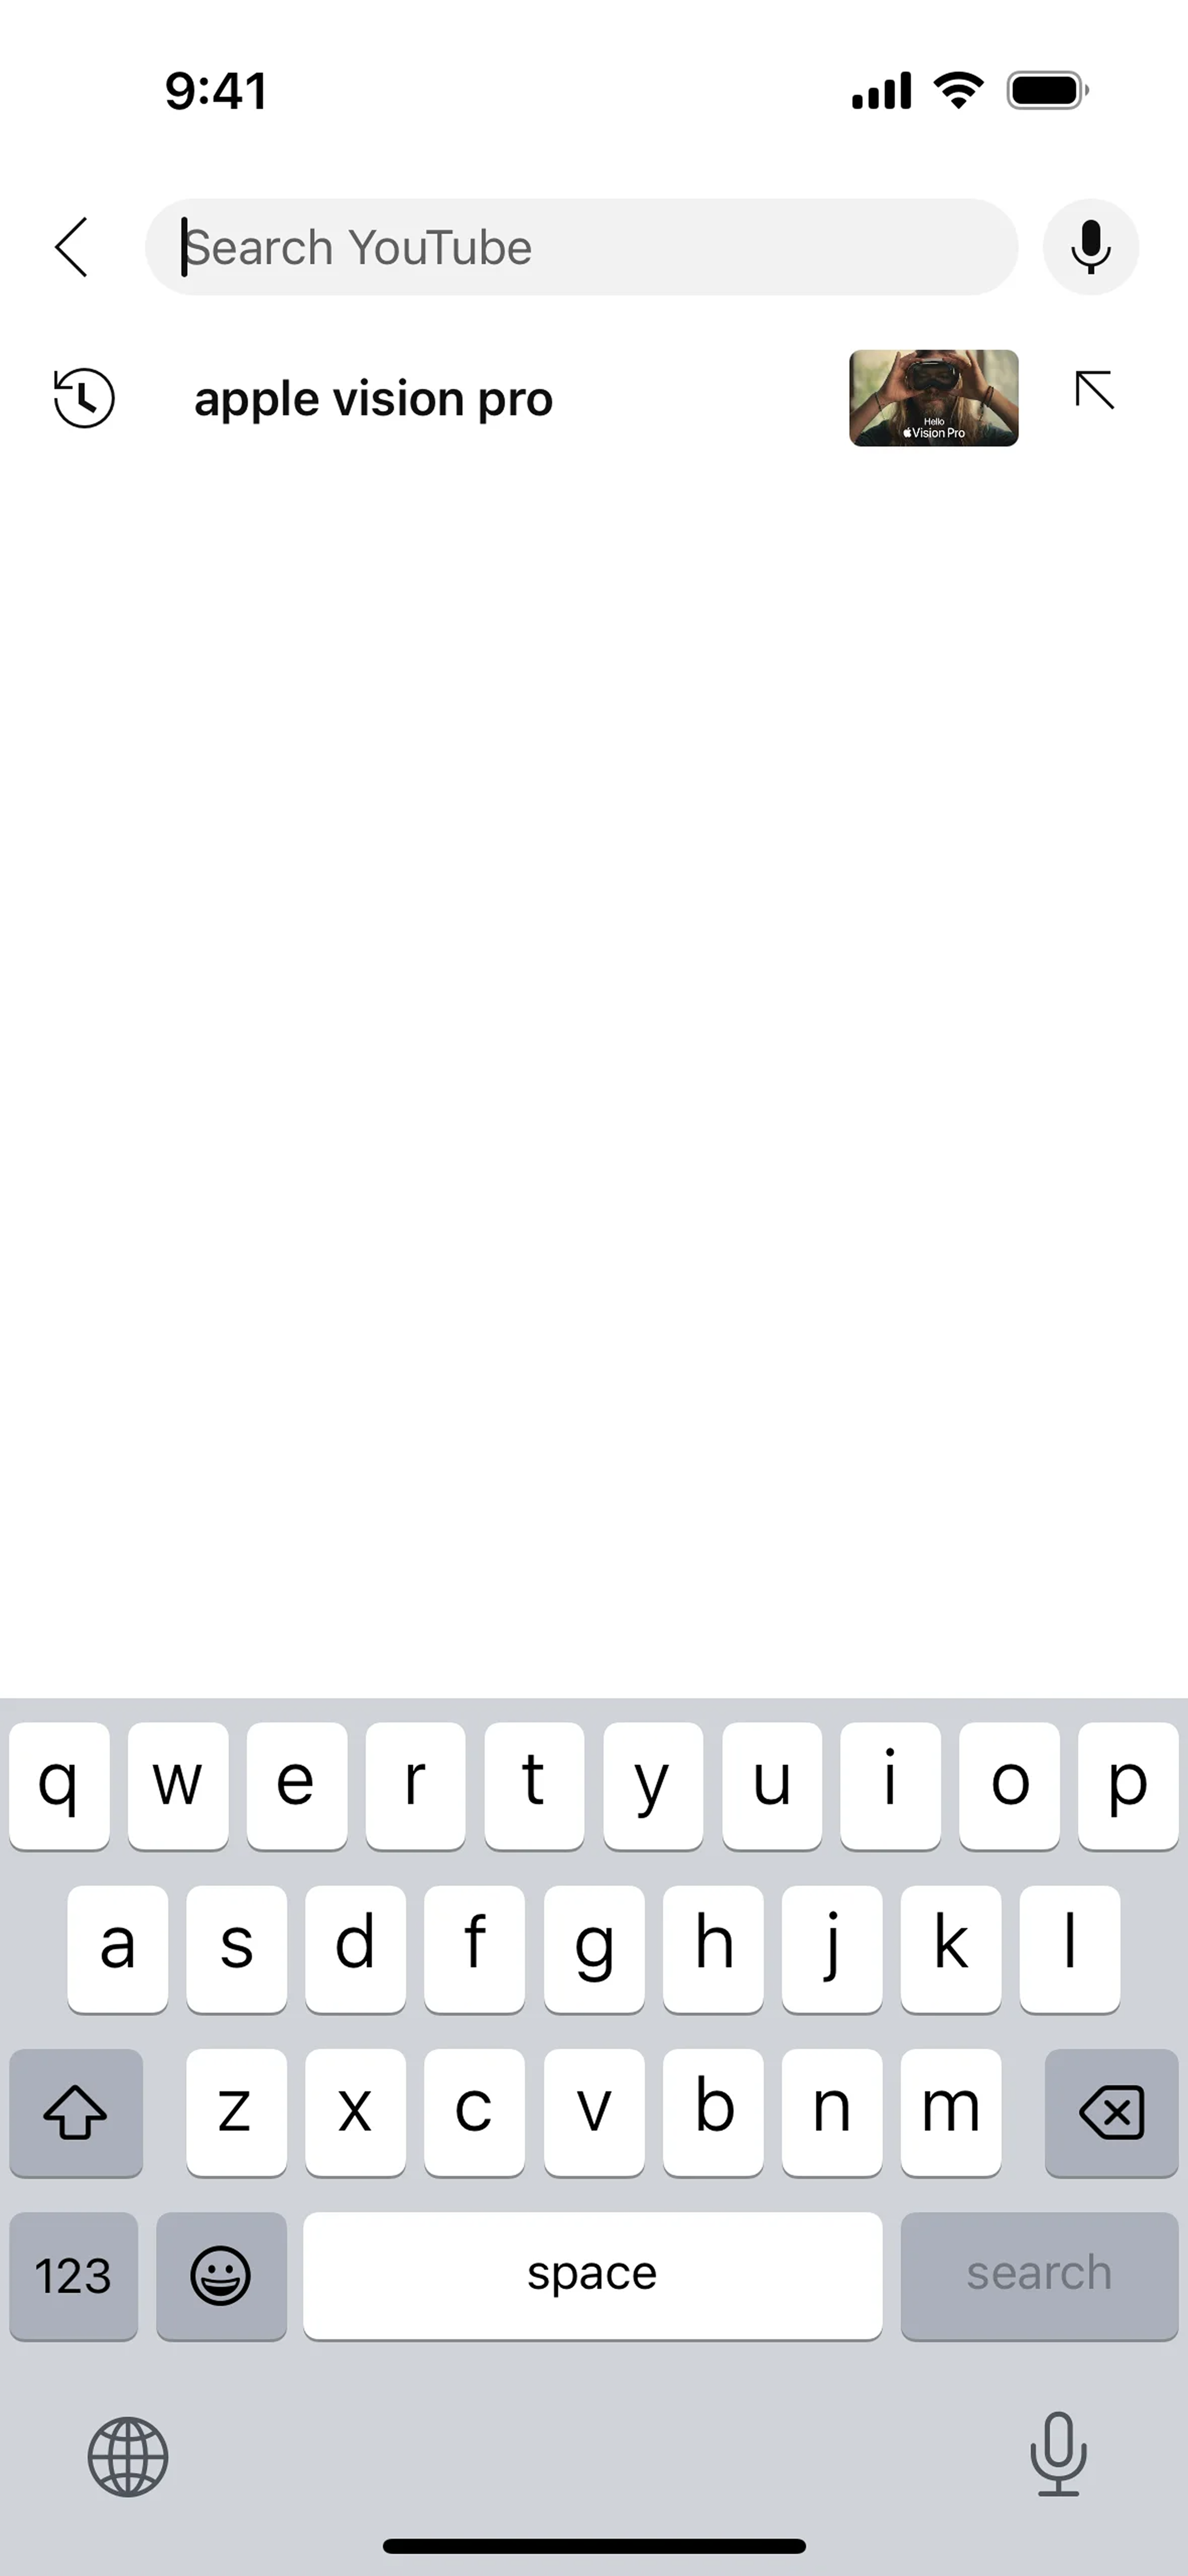 9:41
Search YouTube
apple vision pro
Hello
Vision Pro
q w e r t y u i o p
a s d f g h j k l
z x c v b n m
123 space search